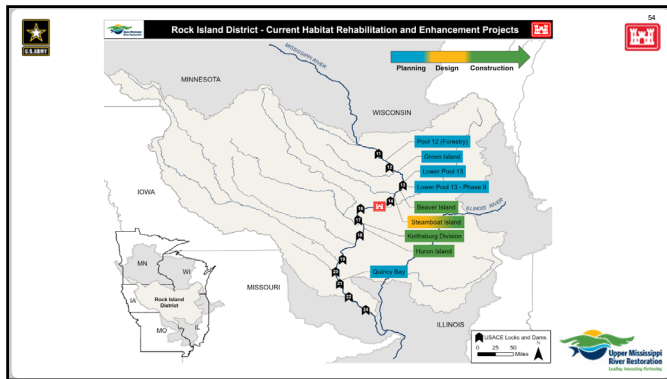 54
U.S.ARMY
Rock Island District - Current Habitat Rehabilitation and Enhancement Projects
MISSISSIPPI RIVER
Planning Design Construction
MINNESOTA
WISCONSIN
Pool 12 (Forestry)
Green Island
Lower Pool 13
Lower Pool 13 - Phase II
IOWA
Beaver Island
ILLINOIS RIVER
Steamboat Island
Keithsburg Division
Huron Island
Quincy Bay
MISSOURI
ILLINOIS
MN
WI
IA
Rock Island
District
IL
MO
USACE Locks and Dams
0 25 50
Miles
N
Upper Mississippi
River Restoration
Leading, Innovating, Partnering